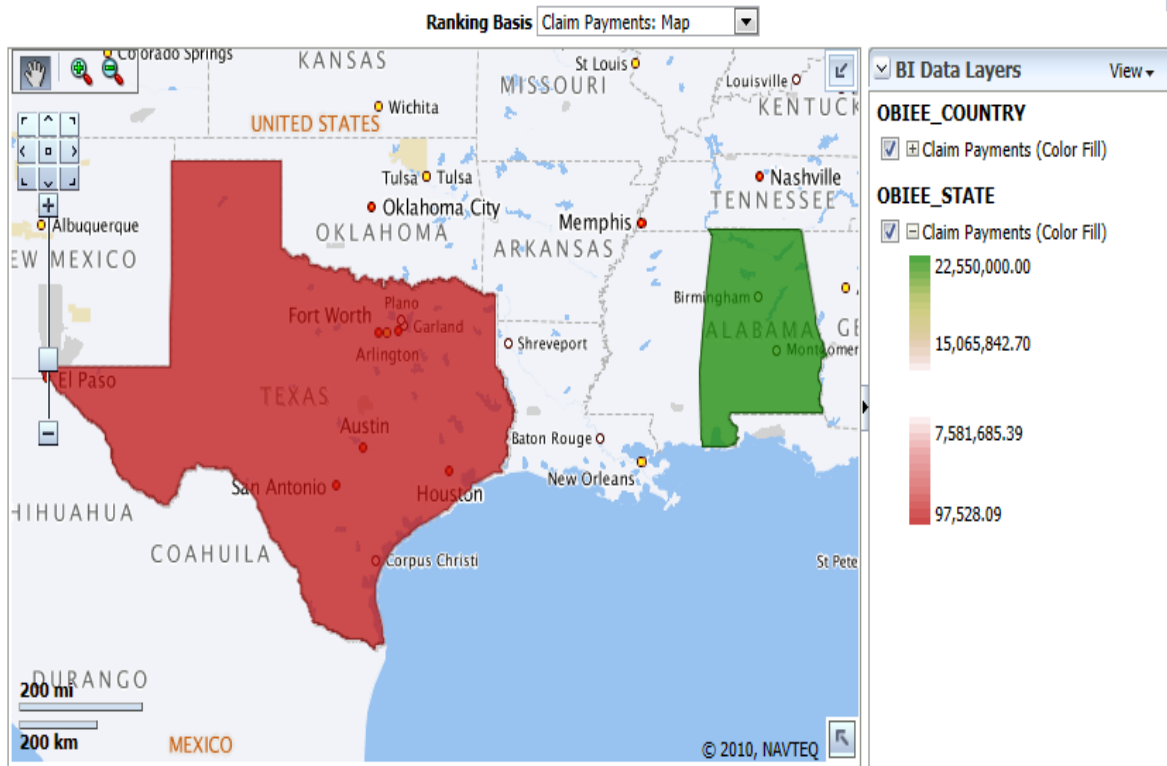 Ranking Basis Claim Payments: Map
Colorado Springs
KANSAS
St Louis
MISSOURI
Louisville
KENTUCK
Wichita
UNITED STATES
Tulsa Tulsa
Nashville
TENNESSEE
Oklahoma City
Memphis
Albuquerque
OKLAHOMA
ARKANSAS
EW MEXICO
Birmingham
Plano
Fort Worth
Garland
ALABAMA
GE
Shreveport
Montgomer
Arlington
El Paso
TEXAS
Austin
Baton Rouge
San Antonio
Houston
New Orleans
HIHUAHUA
COAHUILA
Corpus Christi
St Pete
DURANGO
200 mi
200 km
MEXICO
© 2010, NAVTEQ
BI Data Layers View
OBIEE_COUNTRY
Claim Payments (Color Fill)
OBIEE_STATE
Claim Payments (Color Fill)
22,550,000.00
15,065,842.70
7,581,685.39
97,528.09